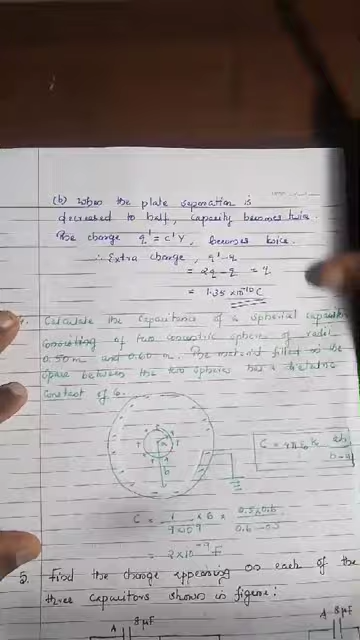 (b) When the plate separation is
decreased to half, capacity becomes twice.
The charge q' = c'V, becomes twice.
∴ Extra charge, q'-q
= 2q - q = q
= 1.35 × 10⁻¹⁰ C
Calculate the Capacitance of a spherical capacitor
consisting of two concentric sphere of radii
0.50 m and 0.60 m. The material filled in the
space between the two spheres has a dielectric
constant of 6.
a
b
C = 4πε₀K ab/b-a
C = 1/9×10⁹ × 6 × 0.5×0.6/0.6-0.5
= 2×10⁻⁹ F
5. Find the charge appearing on each of the
three Capacitors shown in figure:
A 8μF
A 8μF